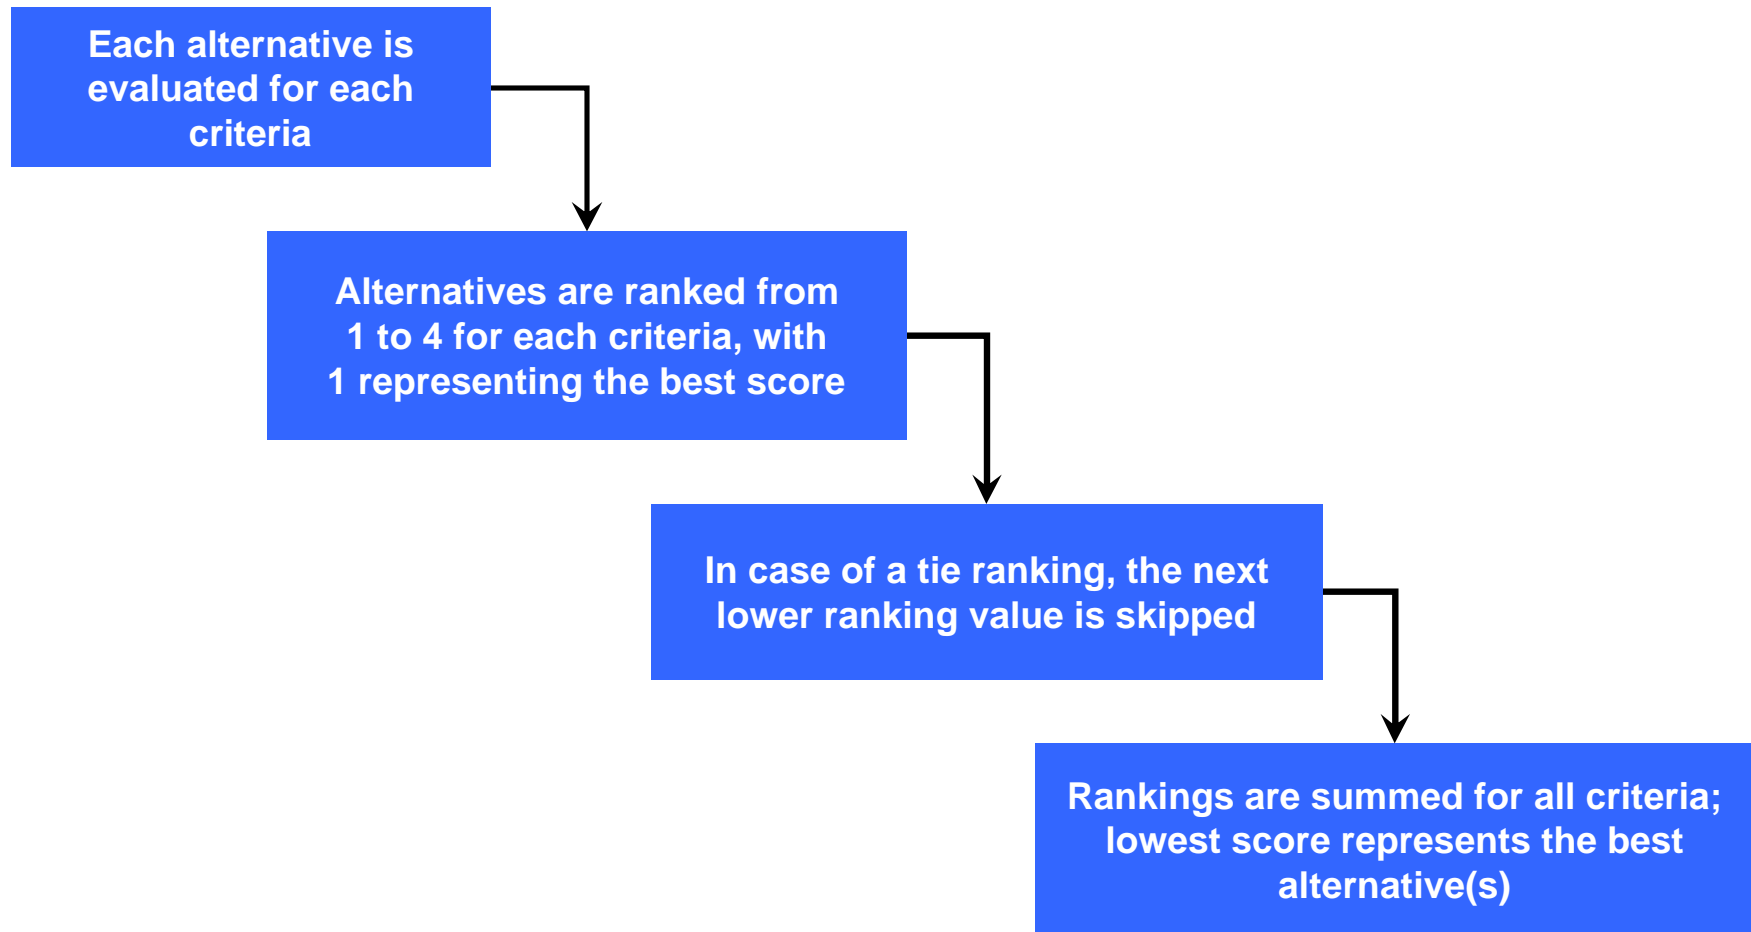 Each alternative is
evaluated for each
criteria
Alternatives are ranked from
1 to 4 for each criteria, with
1 representing the best score
In case of a tie ranking, the next
lower ranking value is skipped
Rankings are summed for all criteria;
lowest score represents the best
alternative(s)